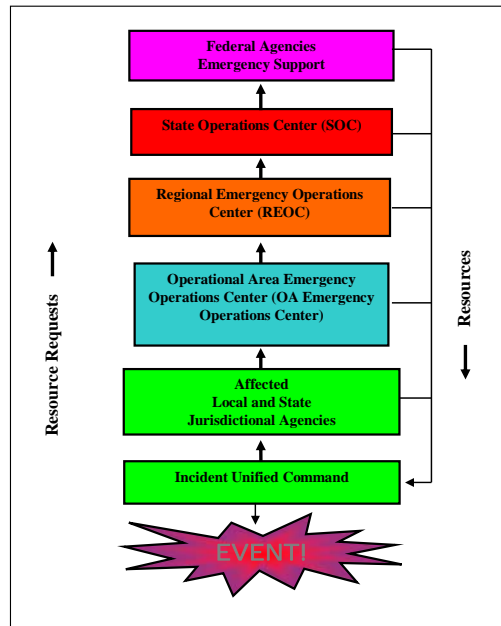 Federal Agencies
Emergency Support
State Operations Center (SOC)
Regional Emergency Operations
Center (REOC)
Operational Area Emergency
Operations Center (OA Emergency
Operations Center)
Affected
Local and State
Jurisdictional Agencies
Incident Unified Command
EVENT!
Resource Requests
Resources